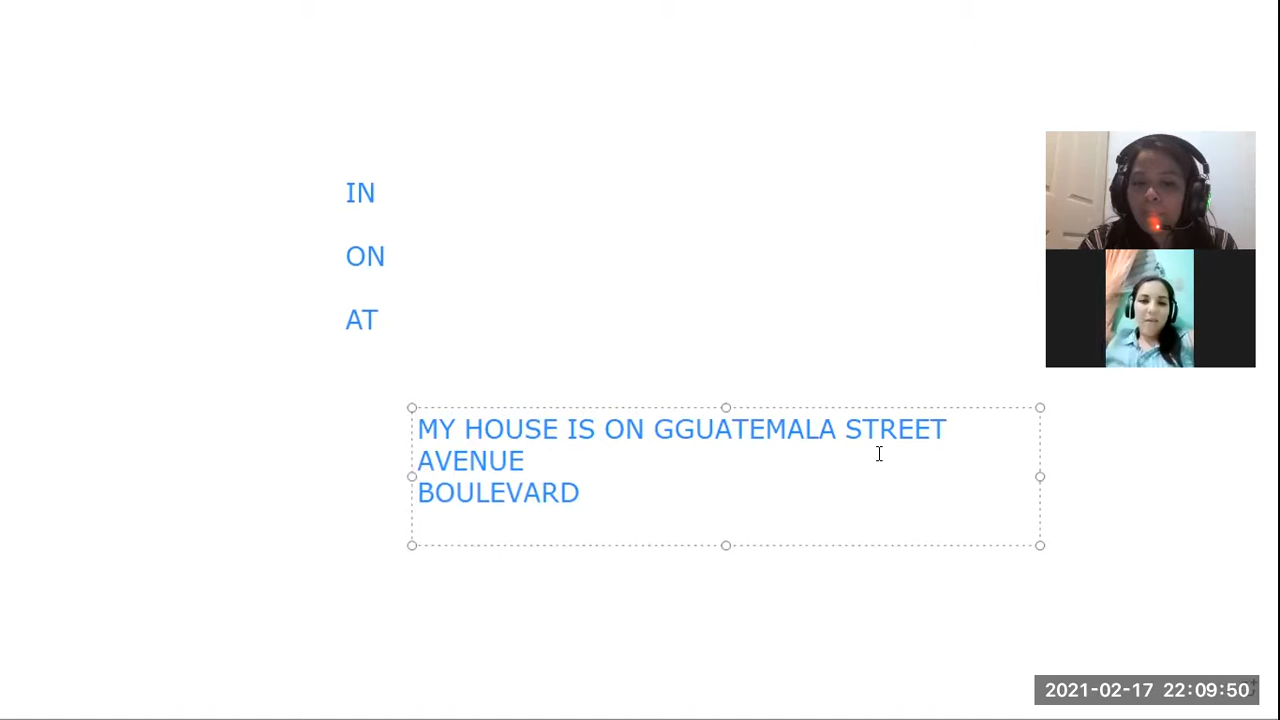 IN
ON
AT
MY HOUSE IS ON GGUATEMALA STREET
AVENUE
BOULEVARD
2021-02-17 22:09:50